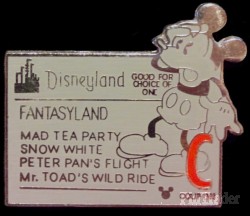 Disneyland
GOOD FOR
CHOICE OF
ONE
FANTASYLAND
MAD TEA PARTY
SNOW WHITE
PETER PAN'S FLIGHT
Mr. TOAD'S WILD RIDE
C
COUPON